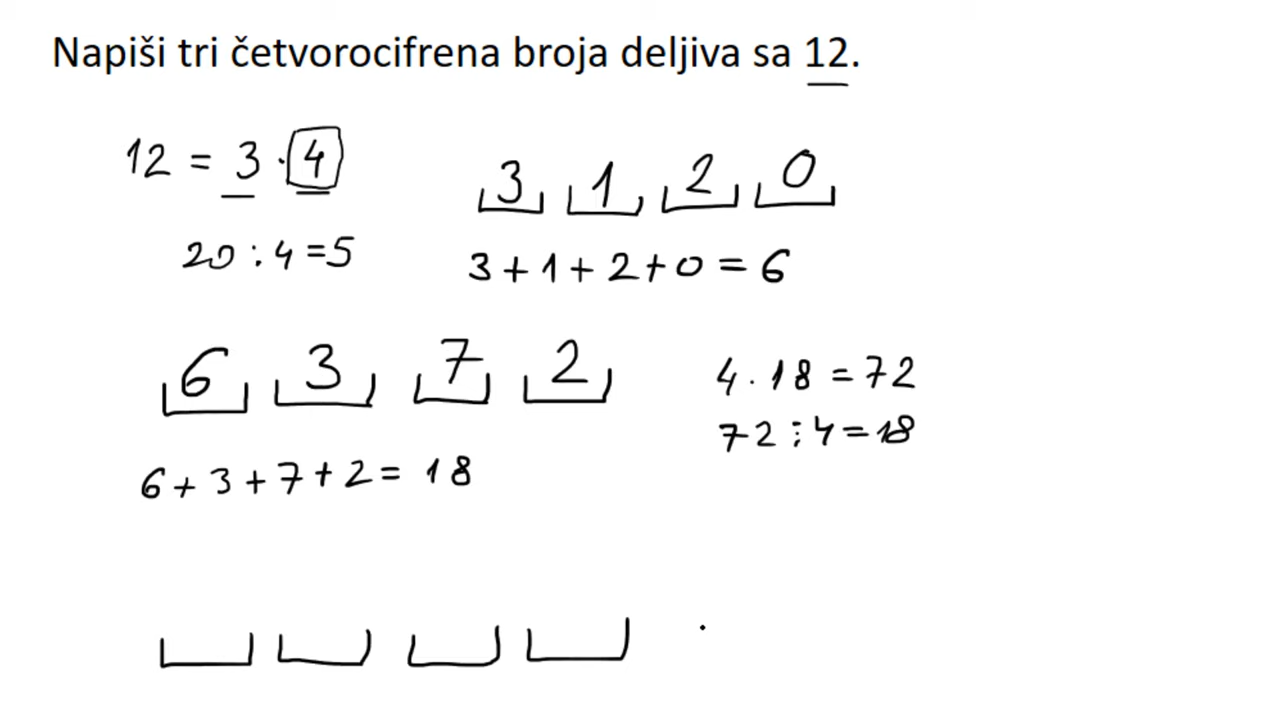 Napiši tri četvorocifrena broja deljiva sa 12.
12 = 3 · 4
3 1 2 0
20 : 4 = 5
3 + 1 + 2 + 0 = 6
6 3 7 2
4 · 18 = 72
72 : 4 = 18
6 + 3 + 7 + 2 = 18